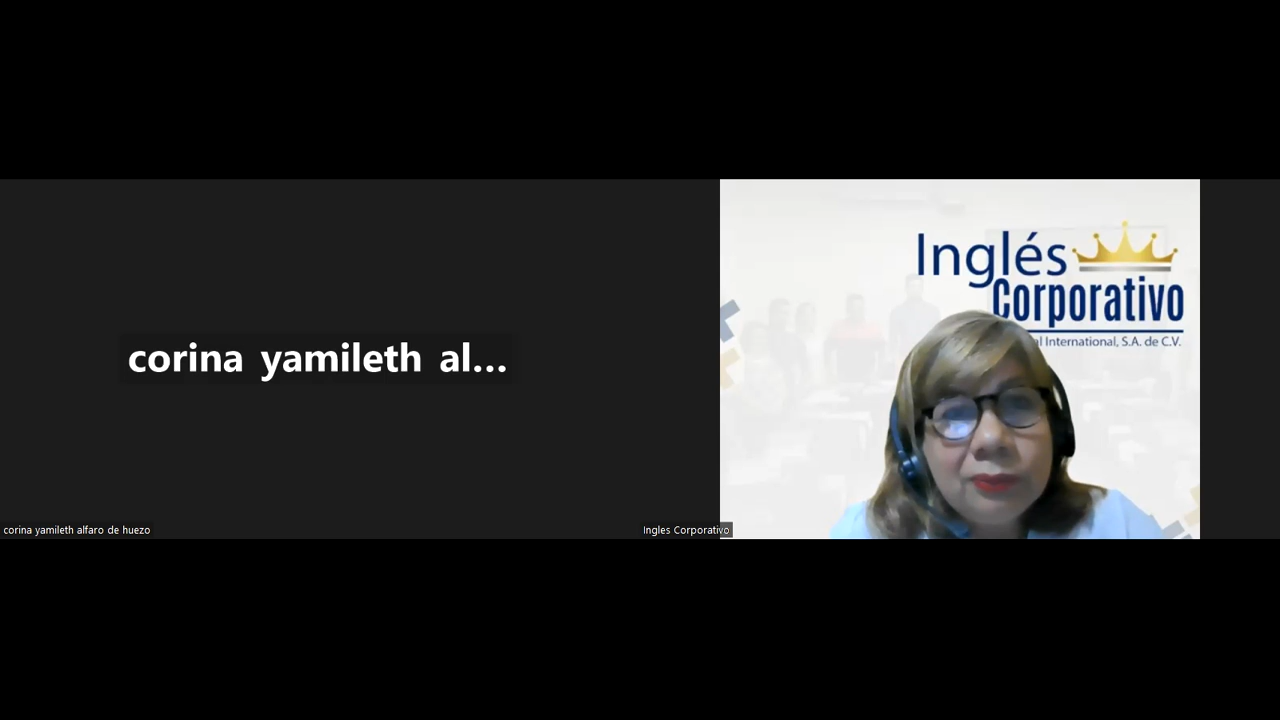 corina yamileth al...
corina yamileth alfaro de huezo
Inglés
Corporativo
al International, S.A. de C.V.
Ingles Corporativo